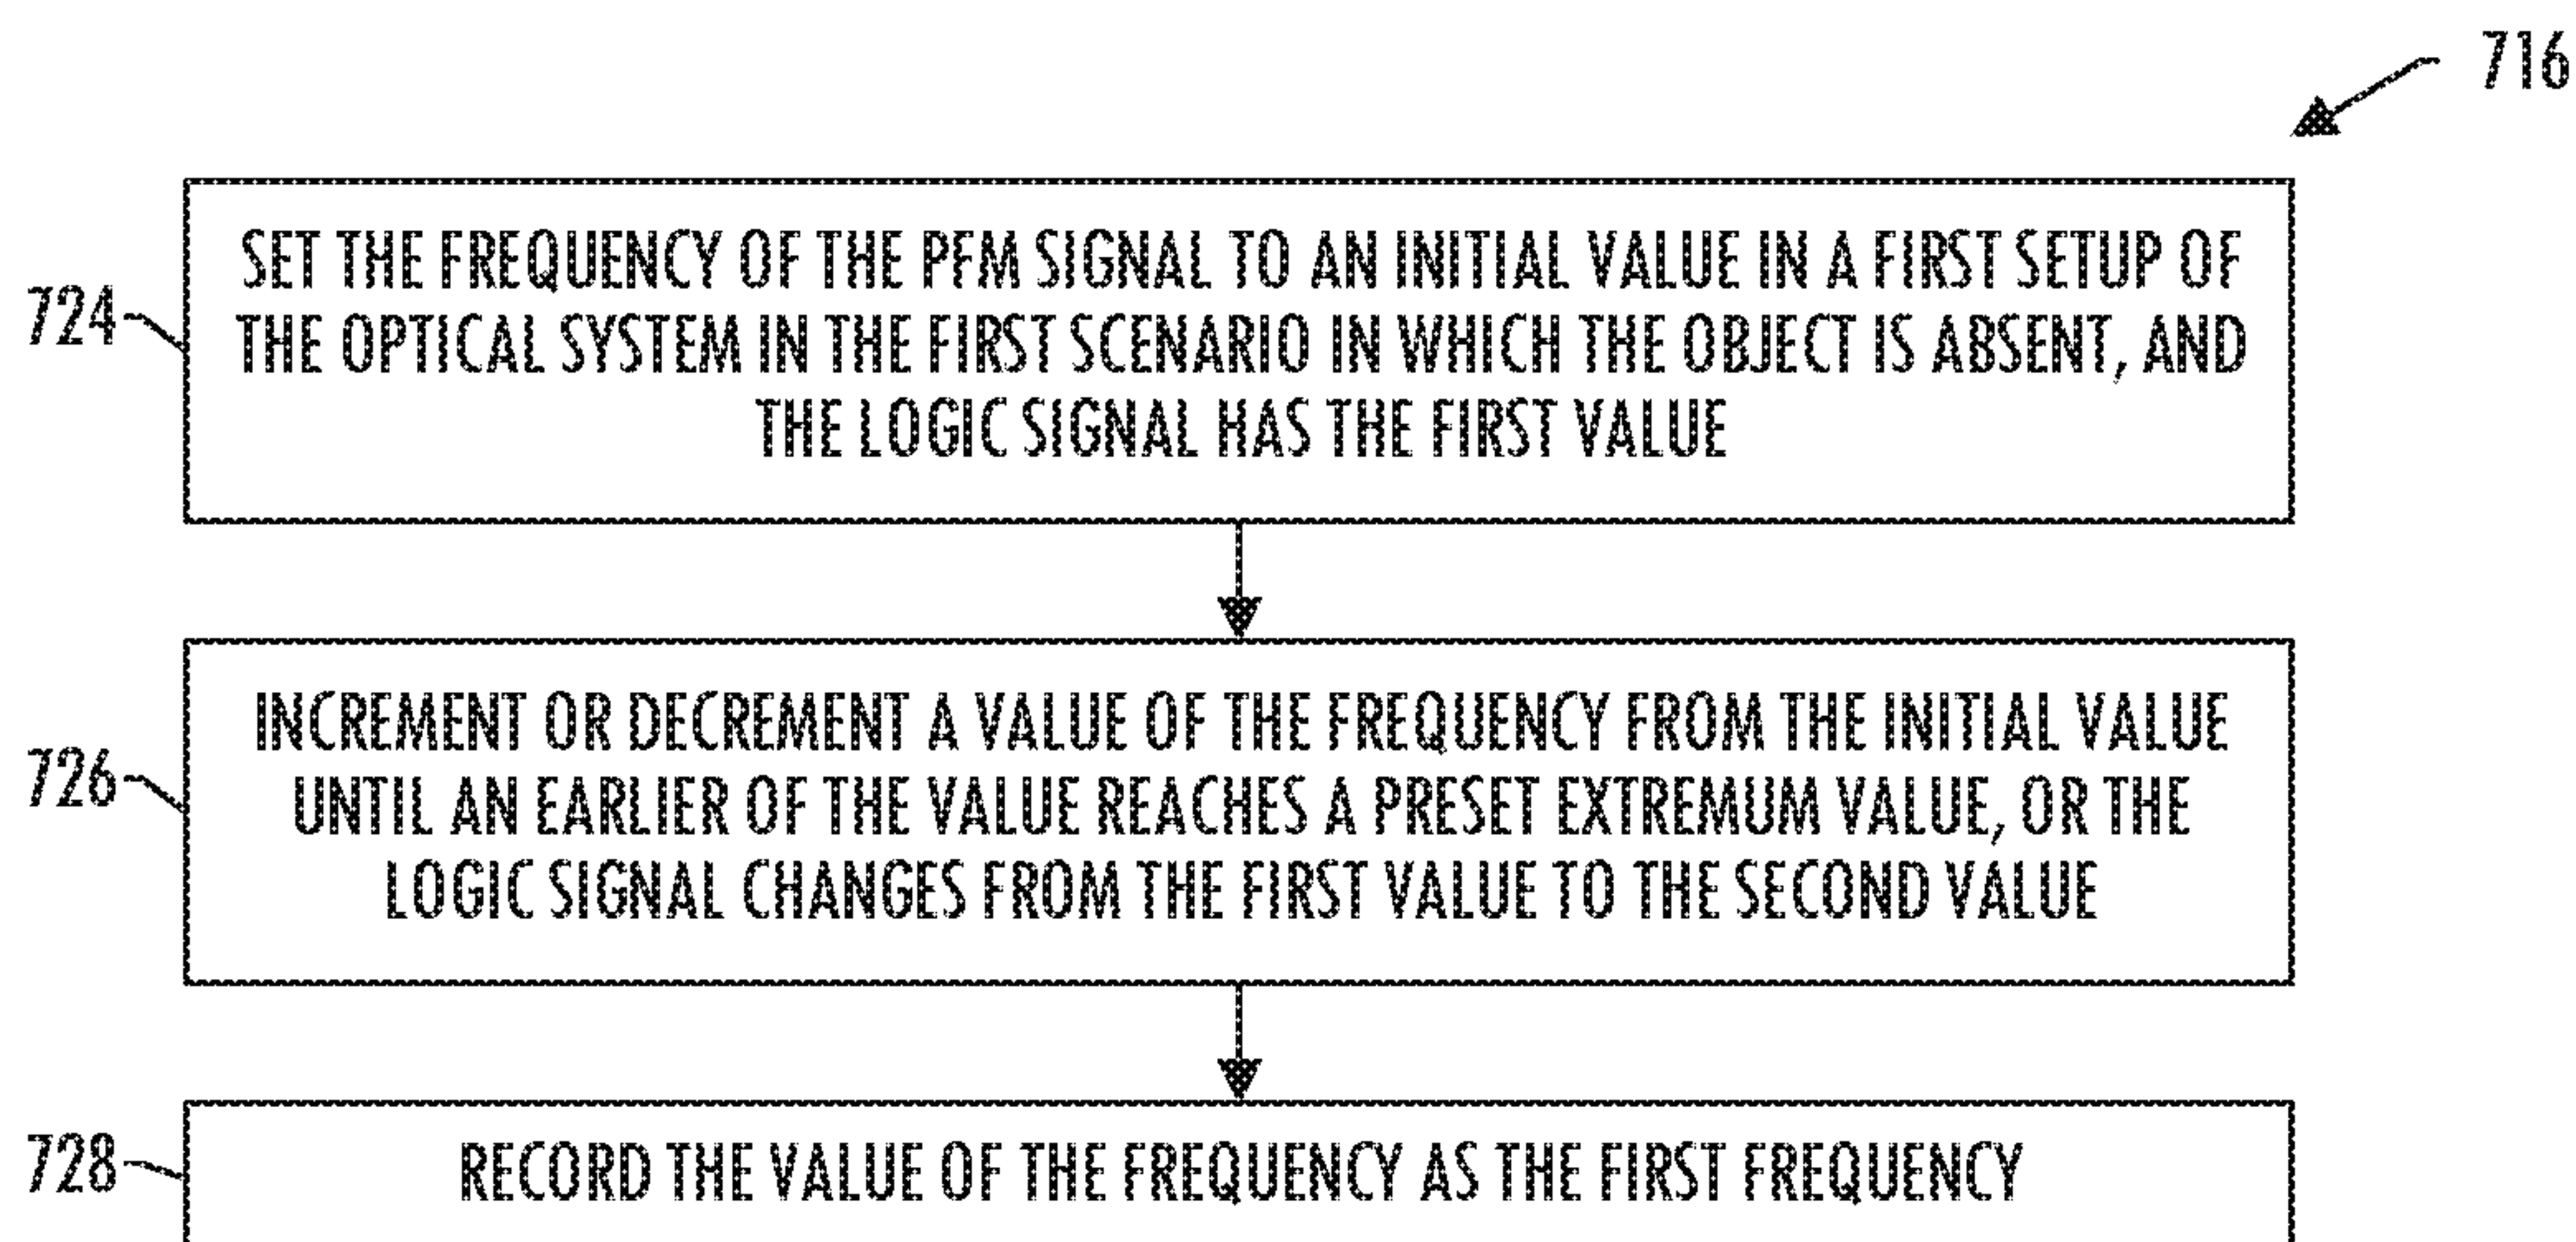 716
724
SET THE FREQUENCY OF THE PFM SIGNAL TO AN INITIAL VALUE IN A FIRST SETUP OF
THE OPTICAL SYSTEM IN THE FIRST SCENARIO IN WHICH THE OBJECT IS ABSENT, AND
THE LOGIC SIGNAL HAS THE FIRST VALUE
726
INCREMENT OR DECREMENT A VALUE OF THE FREQUENCY FROM THE INITIAL VALUE
UNTIL AN EARLIER OF THE VALUE REACHES A PRESET EXTREMUM VALUE, OR THE
LOGIC SIGNAL CHANGES FROM THE FIRST VALUE TO THE SECOND VALUE
728
RECORD THE VALUE OF THE FREQUENCY AS THE FIRST FREQUENCY